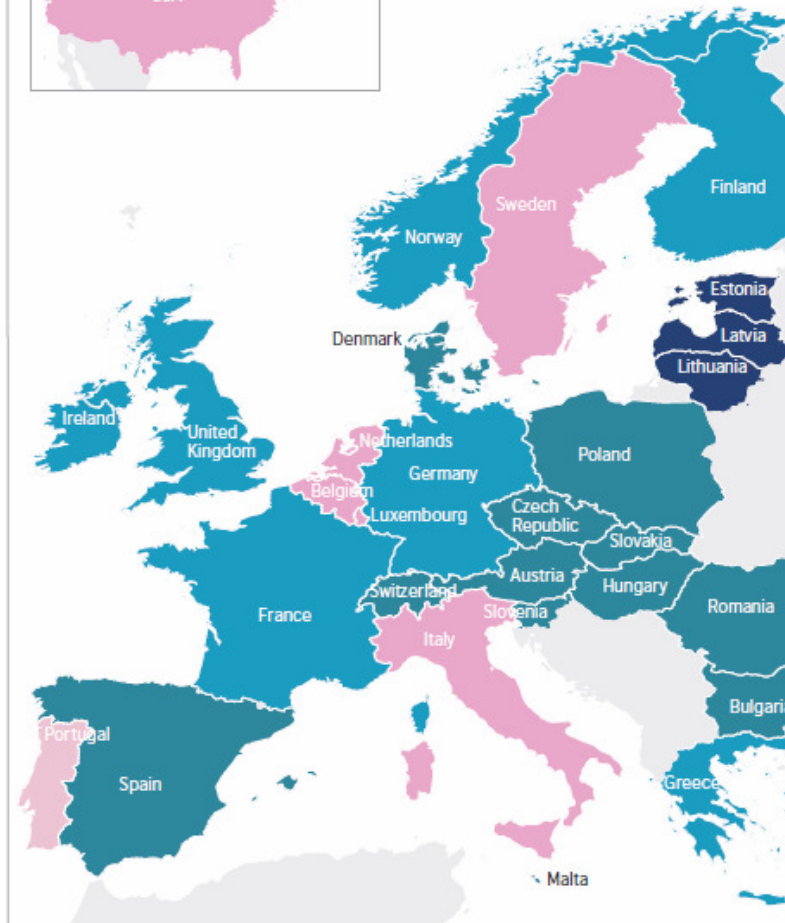 Finland
Sweden
Norway
Estonia
Denmark
Latvia
Lithuania
Ireland
United
Kingdom
Netherlands
Poland
Germany
Belgium
Luxembourg
Czech
Republic
Slovakia
Austria
Switzerland
Hungary
Romania
Slovenia
France
Italy
Bulgari
Portugal
Spain
Greece
Malta